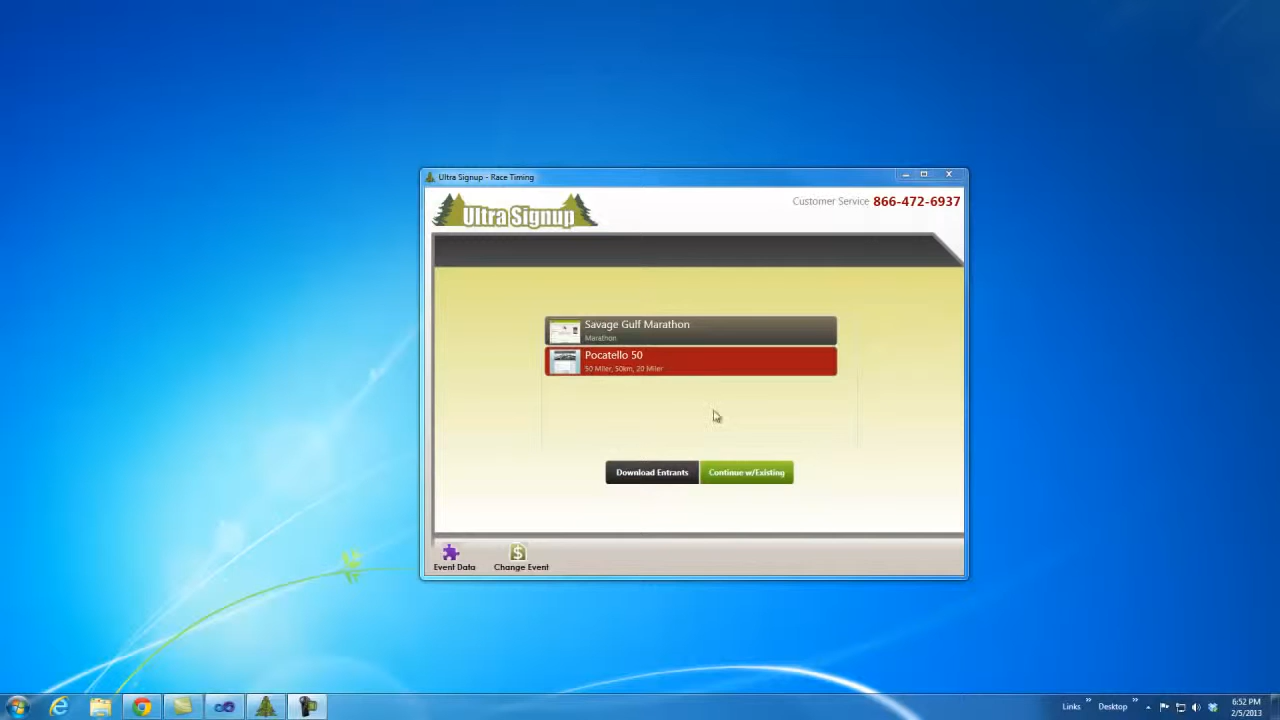 Ultra Signup - Race Timing
Ultra Signup
Customer Service 866-472-6937
Savage Gulf Marathon
Marathon
Pocatello 50
50 Miler, 50km, 20 Miler
Download Entrants
Continue w/Existing
Event Data
Change Event
Links
Desktop
6:52 PM
2/5/2013